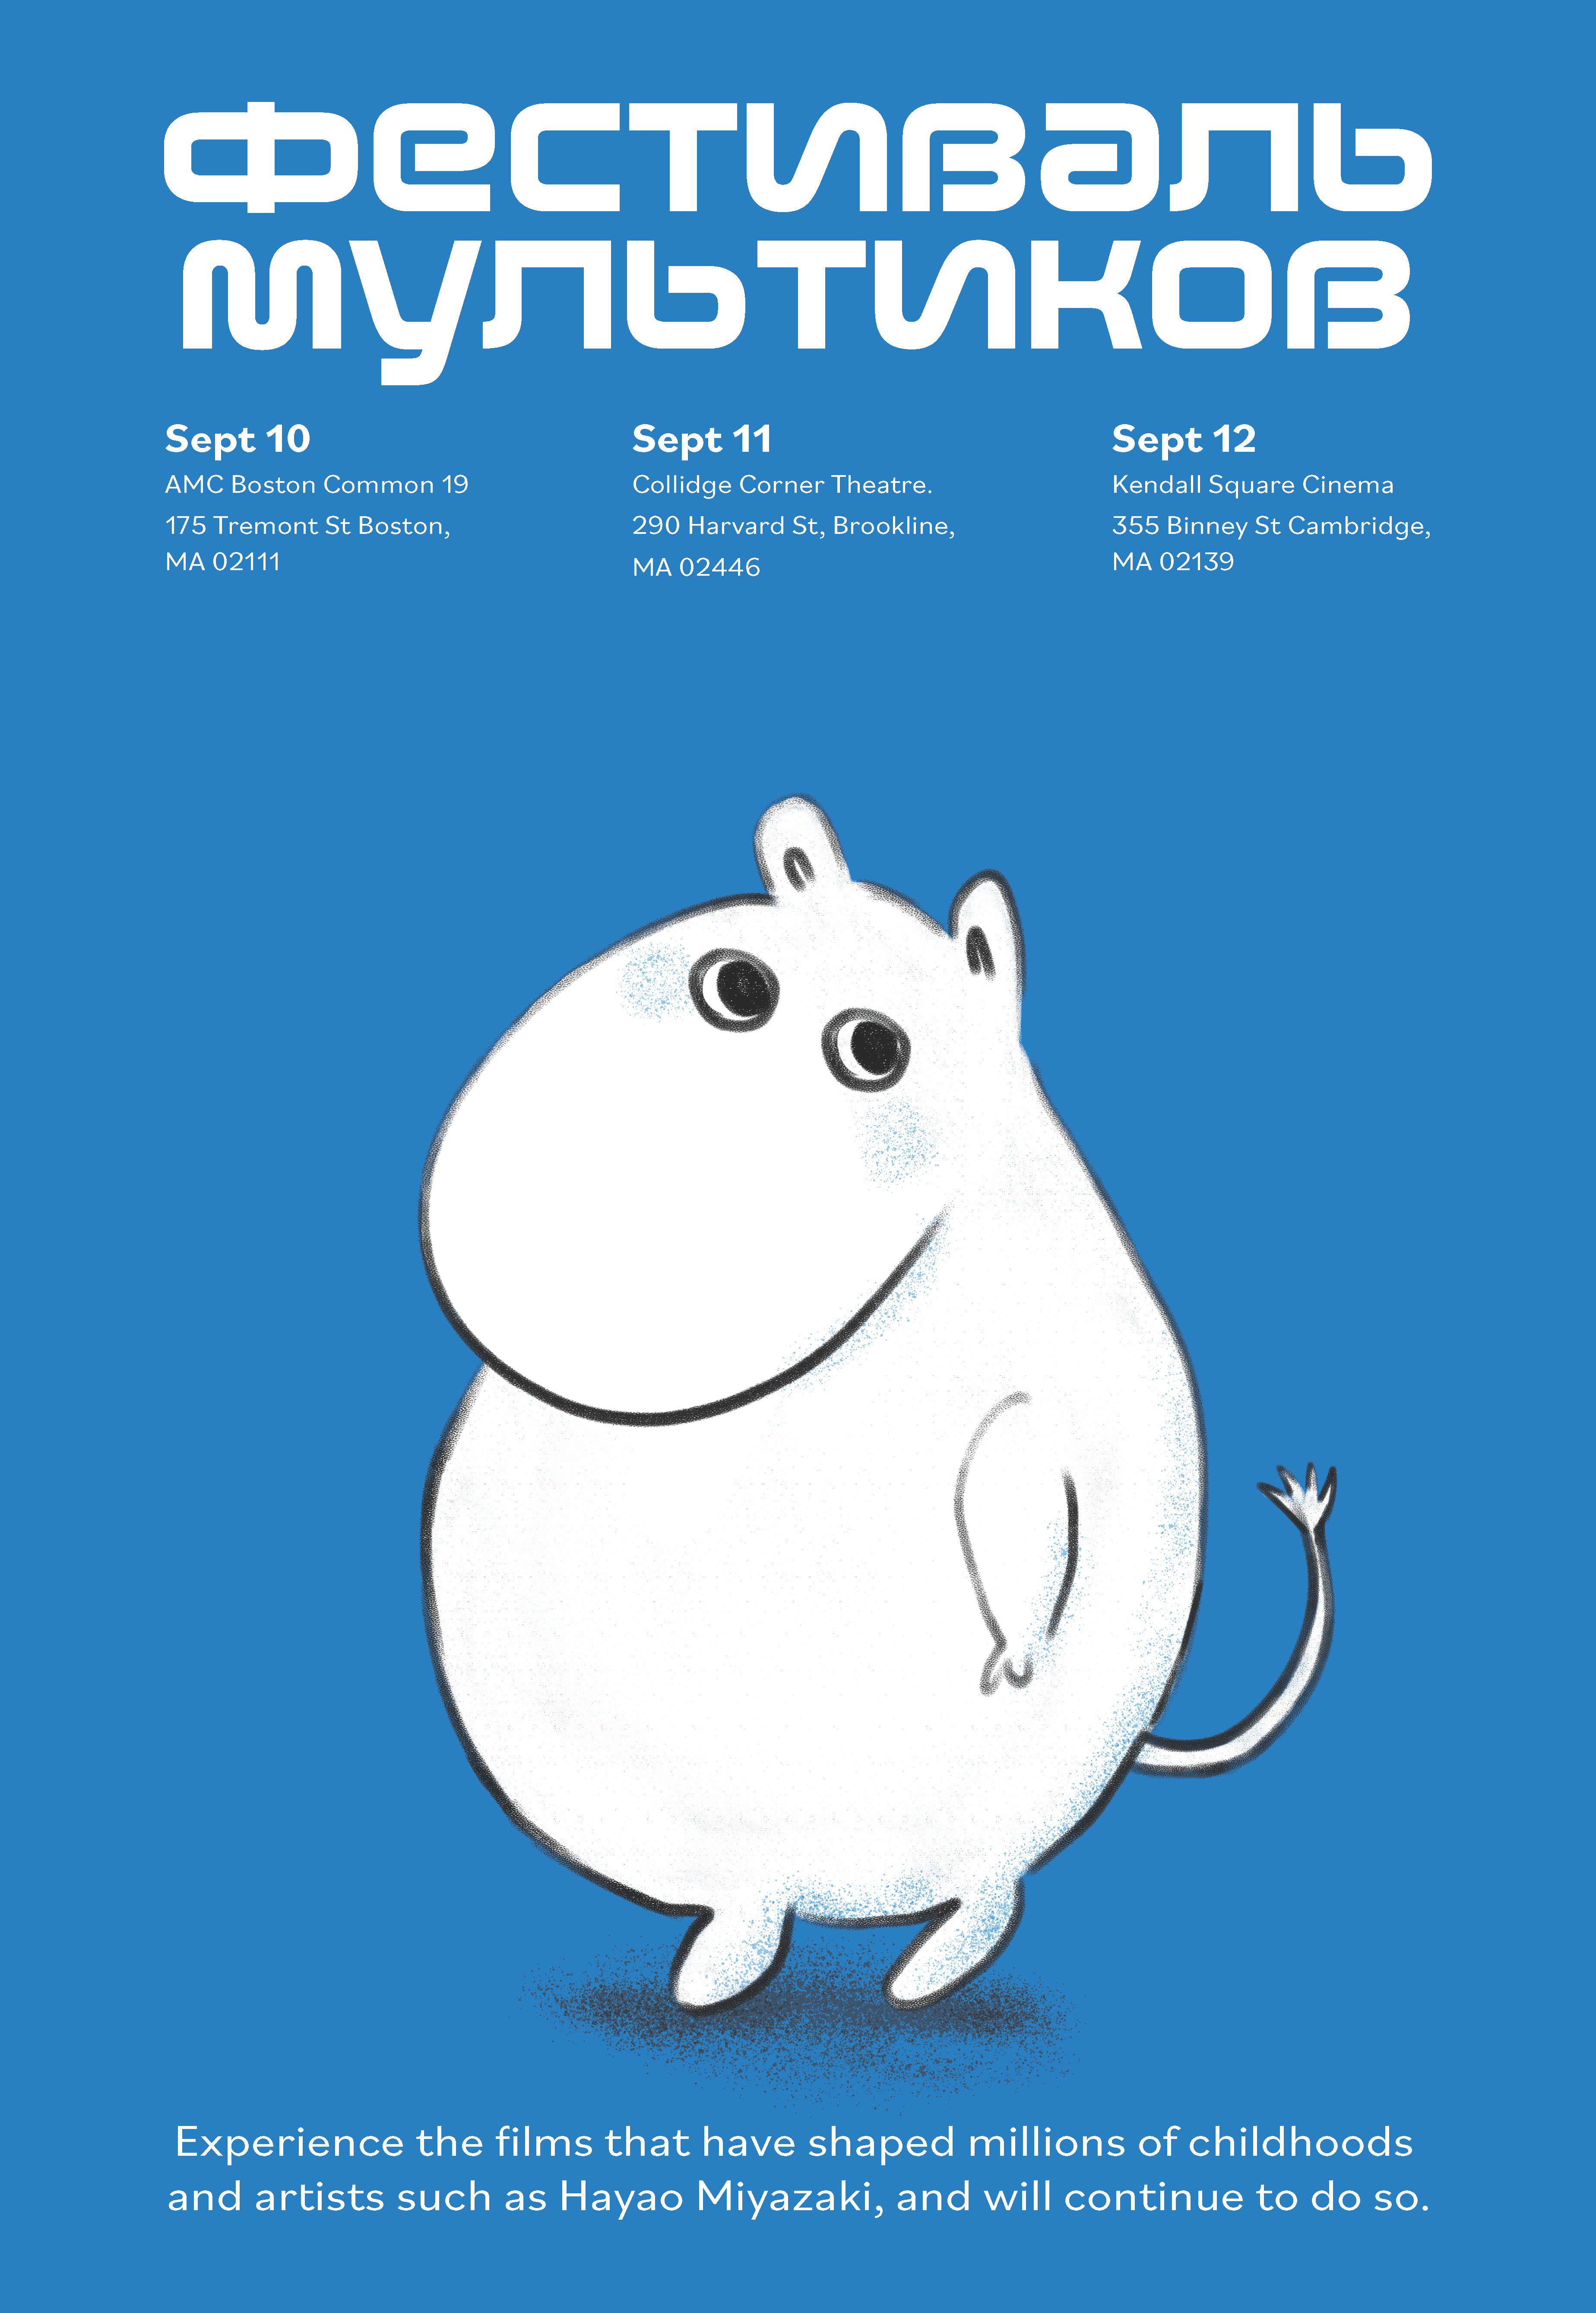 фестиваль
мультиков
Sept 10
AMC Boston Common 19
175 Tremont St Boston,
MA 02111
Sept 11
Collidge Corner Theatre.
290 Harvard St, Brookline,
MA 02446
Sept 12
Kendall Square Cinema
355 Binney St Cambridge,
MA 02139
Experience the films that have shaped millions of childhoods
and artists such as Hayao Miyazaki, and will continue to do so.